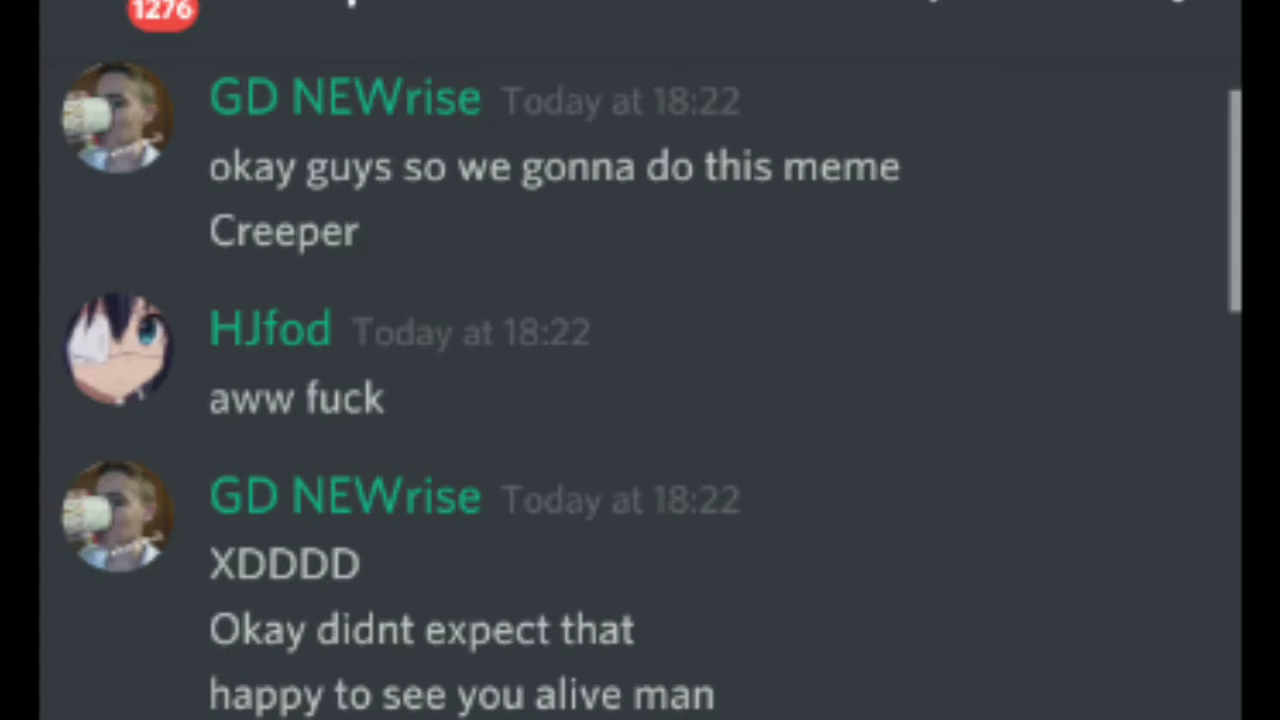 1276
GD NEWrise Today at 18:22
okay guys so we gonna do this meme
Creeper
HJfod Today at 18:22
aww fuck
GD NEWrise Today at 18:22
XDDDD
Okay didnt expect that
happy to see you alive man